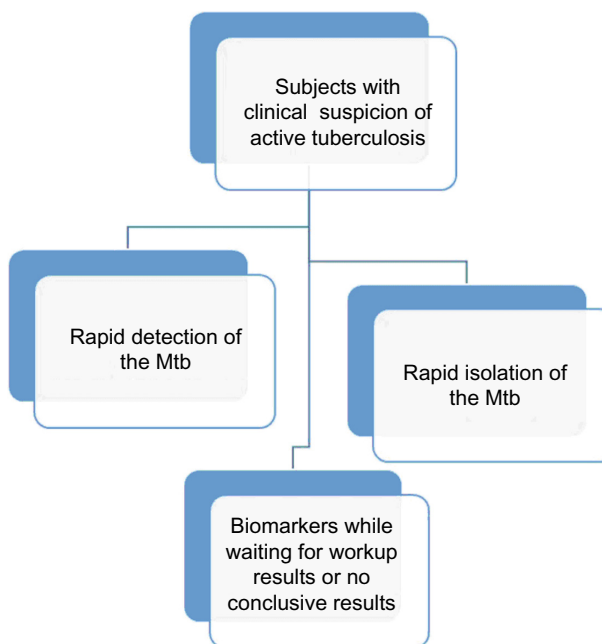 Subjects with
clinical suspicion of
active tuberculosis
Rapid detection of
the Mtb
Rapid isolation of
the Mtb
Biomarkers while
waiting for workup
results or no
conclusive results